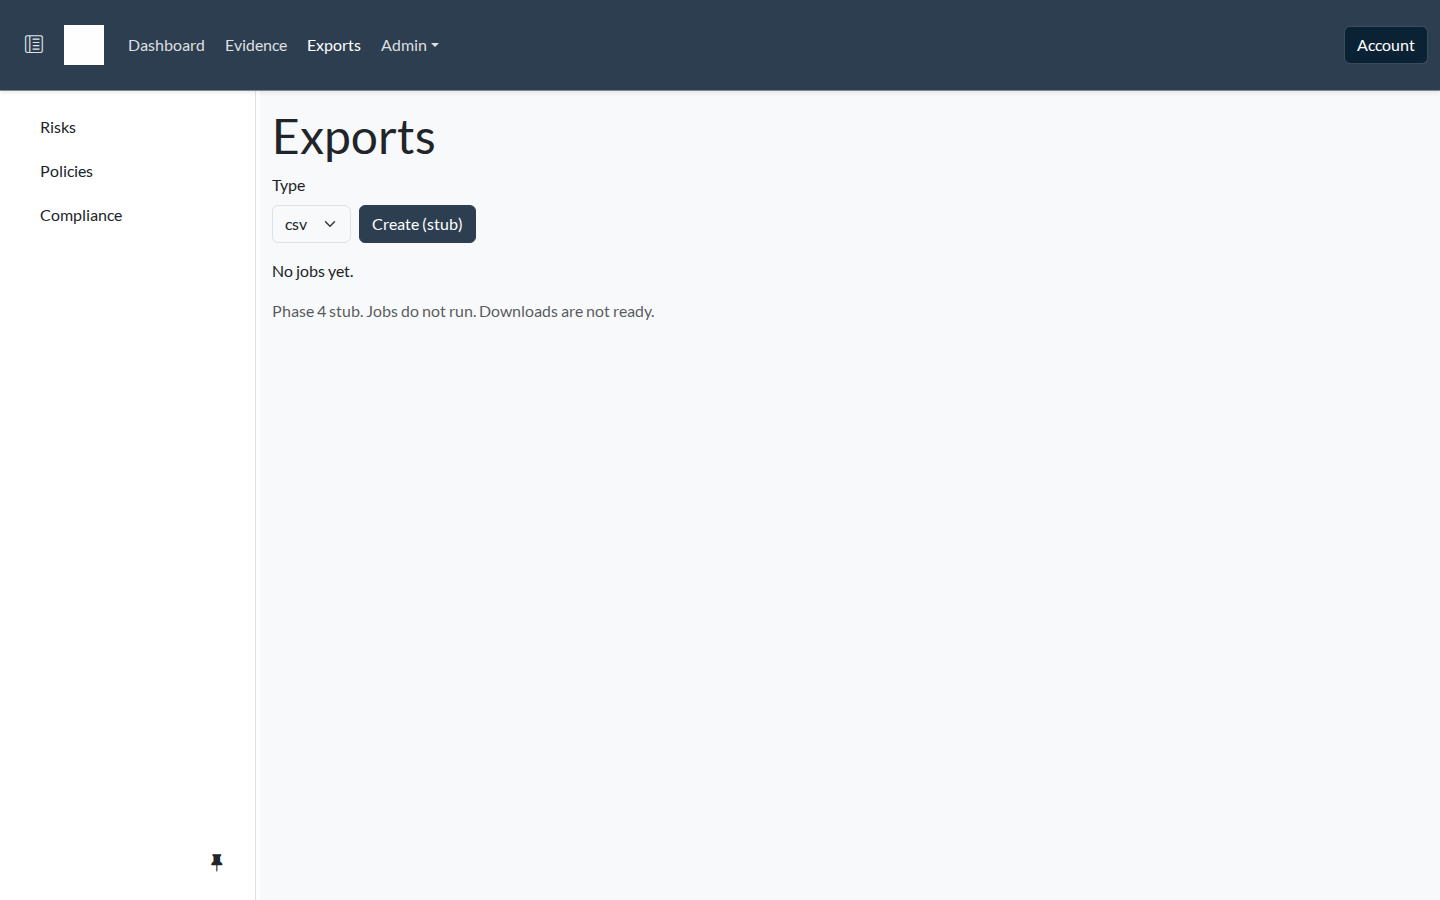 Dashboard Evidence Exports Admin Account
Risks
Policies
Compliance
Exports
Type
csv Create (stub)
No jobs yet.
Phase 4 stub. Jobs do not run. Downloads are not ready.